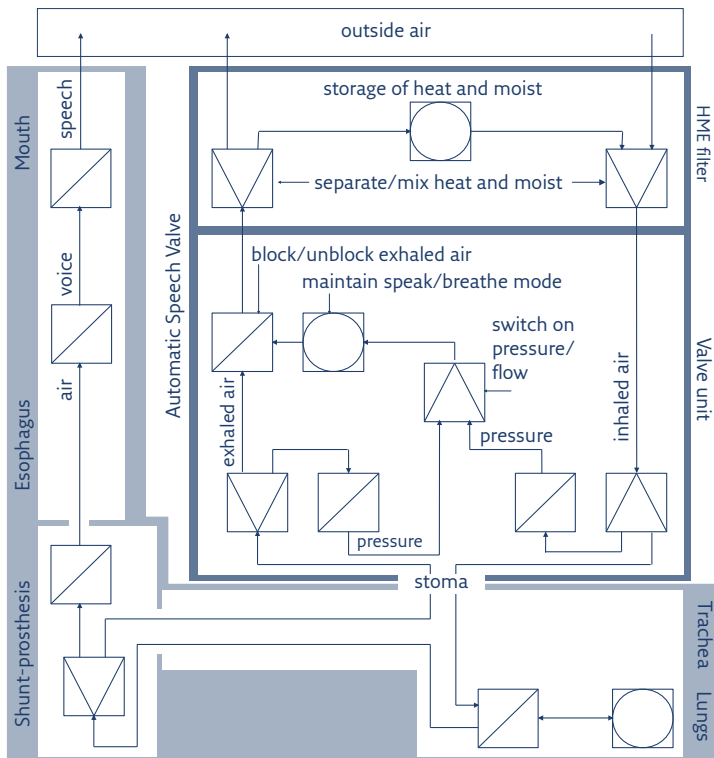 outside air
speech
Mouth
storage of heat and moist
HME filter
separate/mix heat and moist
Automatic Speech Valve
block/unblock exhaled air
maintain speak/breathe mode
voice
switch on
pressure/
flow
Valve unit
air
exhaled air
inhaled air
Esophagus
pressure
pressure
stoma
Shunt-prosthesis
Trachea
Lungs